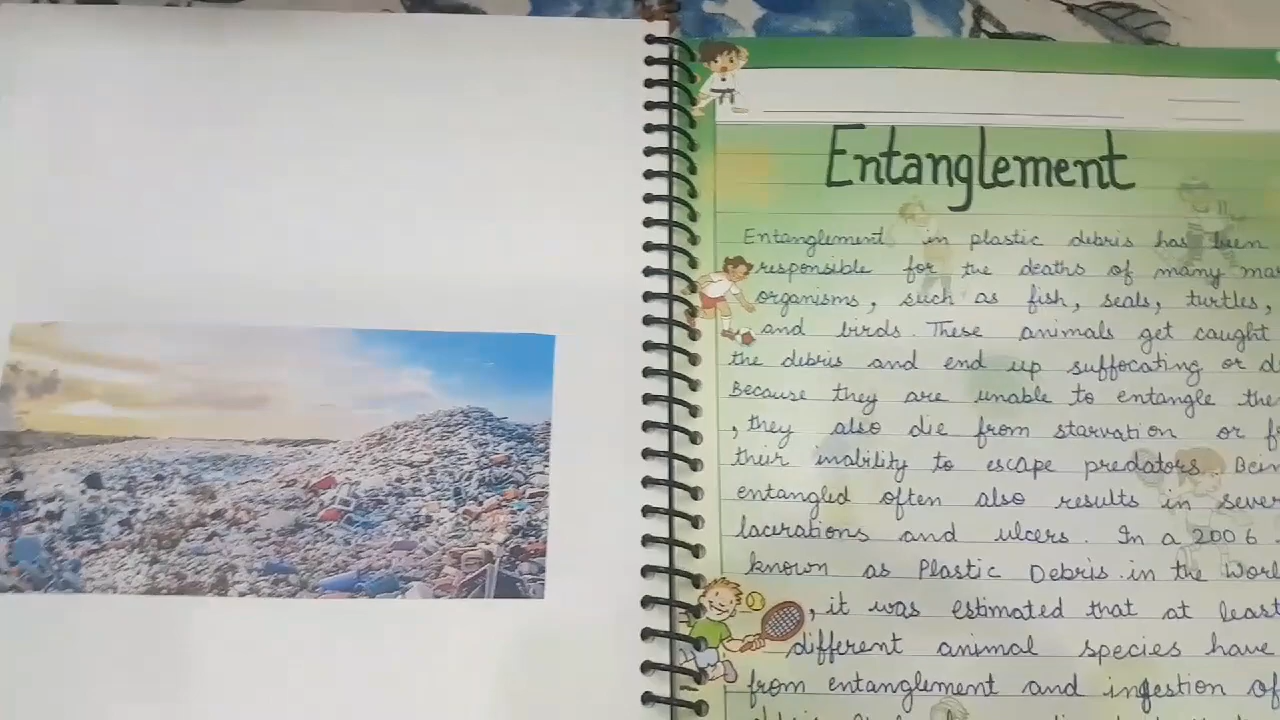 Entanglement
Entanglement in plastic debris has been
responsible for the deaths of many
organisms, such as fish, seals, turtles,
and birds. These animals get caught
the debris and end up suffocating or
Because they are unable to entangle
, they also die from starvation or
their inability to escape predators. 
entangled often also results in
lacerations and ulcers. In a 2006
known as Plastic Debris in the World
, it was estimated that at least
different animal species have
from entanglement and ingestion of